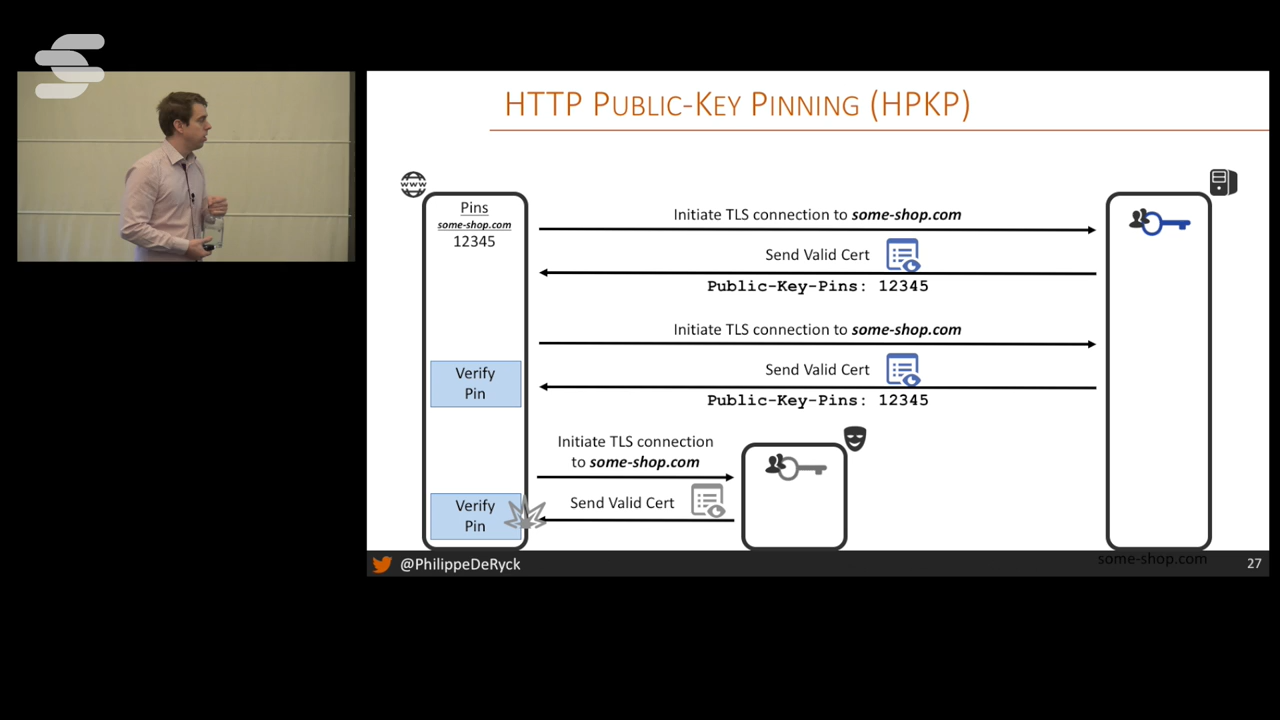 HTTP PUBLIC-KEY PINNING (HPKP)
www
Pins
some-shop.com
12345
Initiate TLS connection to some-shop.com
Send Valid Cert
Public-Key-Pins: 12345
Initiate TLS connection to some-shop.com
Send Valid Cert
Public-Key-Pins: 12345
Verify
Pin
Initiate TLS connection
to some-shop.com
Send Valid Cert
Verify
Pin
@PhilippeDeRyck
some-shop.com
27